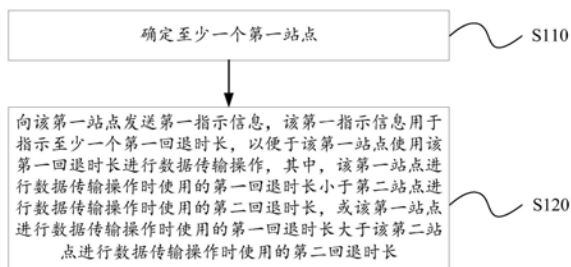 确定至少一个第一站点
S110
向该第一站点发送第一指示信息，该第一指示信息用于
指示至少一个第一回退时长，以便于该第一站点使用该
第一回退时长进行数据传输操作，其中，该第一站点进
行数据传输操作时使用的第一回退时长小于第二站点进
行数据传输操作时使用的第二回退时长，或该第一站点
进行数据传输操作时使用的第一回退时长大于该第二站
点进行数据传输操作时使用的第二回退时长
S120